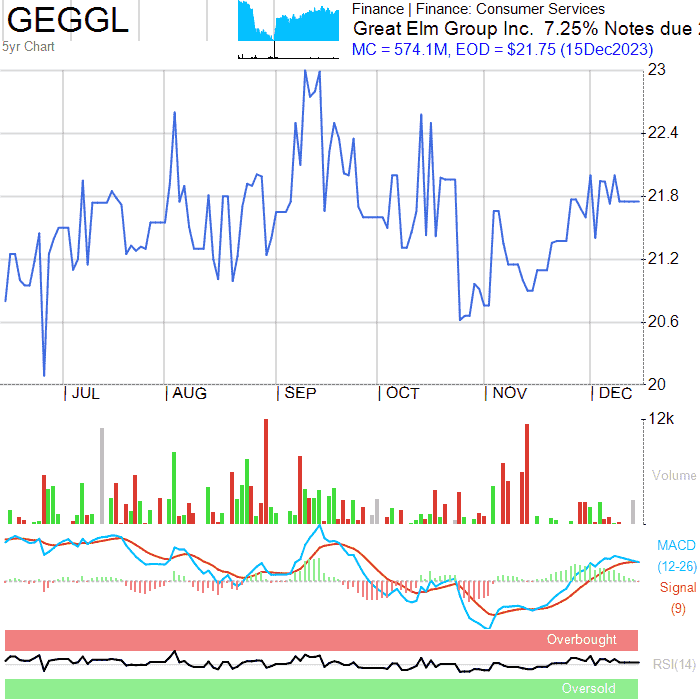 GEGGL
5yr Chart
Finance | Finance: Consumer Services
Great Elm Group Inc. 7.25% Notes due
MC = 574.1M, EOD = $21.75 (15Dec2023)
23
22.4
21.8
21.2
20.6
20
JUL AUG SEP OCT NOV DEC
12k
Volume
MACD
(12-26)
Signal
(9)
Overbought
RSI(14)
Oversold